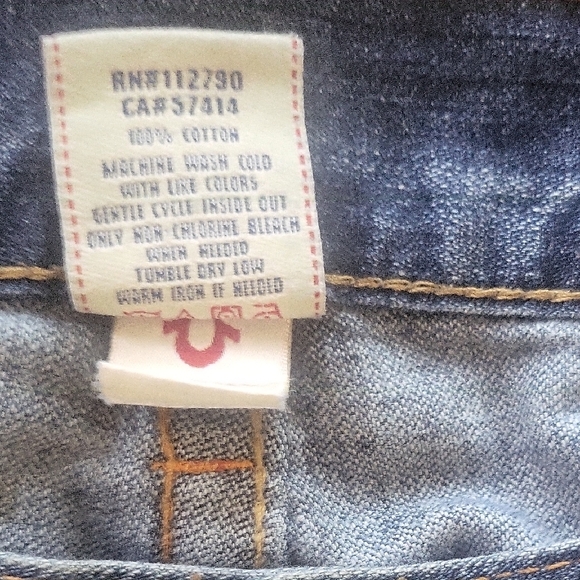 RN#112790
CA#57414
100% COTTON
MACHINE WASH COLD
WITH LIKE COLORS
GENTLE CYCLE INSIDE OUT
ONLY NON-CHLORINE BLEACH
WHEN NEEDED
TUMBLE DRY LOW
WARM IRON IF NEEDED